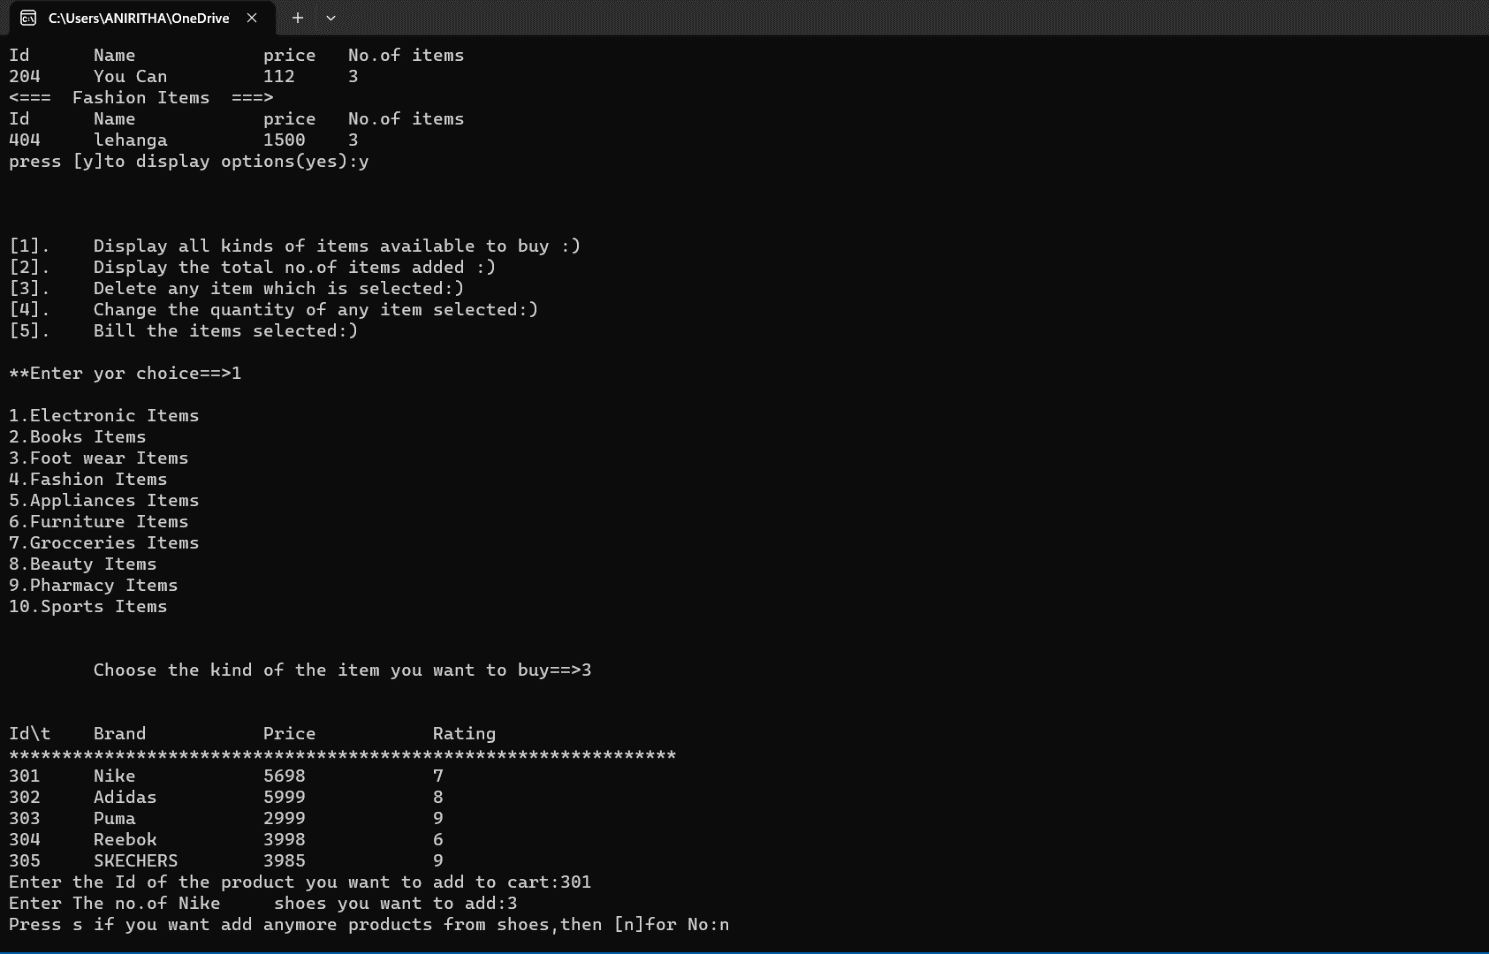 C:\Users\ANIRITHA\OneDrive
Id Name price No.of items
204 You Can 112 3
<=== Fashion Items ===>
Id Name price No.of items
404 lehanga 1500 3
press [y]to display options(yes):y
[1]. Display all kinds of items available to buy :)
[2]. Display the total no.of items added :)
[3]. Delete any item which is selected:)
[4]. Change the quantity of any item selected:)
[5]. Bill the items selected:)
**Enter yor choice==>1
1.Electronic Items
2.Books Items
3.Foot wear Items
4.Fashion Items
5.Appliances Items
6.Furniture Items
7.Grocceries Items
8.Beauty Items
9.Pharmacy Items
10.Sports Items
Choose the kind of the item you want to buy==>3
Id\t Brand Price Rating
***************************************************************
301 Nike 5698 7
302 Adidas 5999 8
303 Puma 2999 9
304 Reebok 3998 6
305 SKECHERS 3985 9
Enter the Id of the product you want to add to cart:301
Enter The no.of Nike shoes you want to add:3
Press s if you want add anymore products from shoes,then [n]for No:n